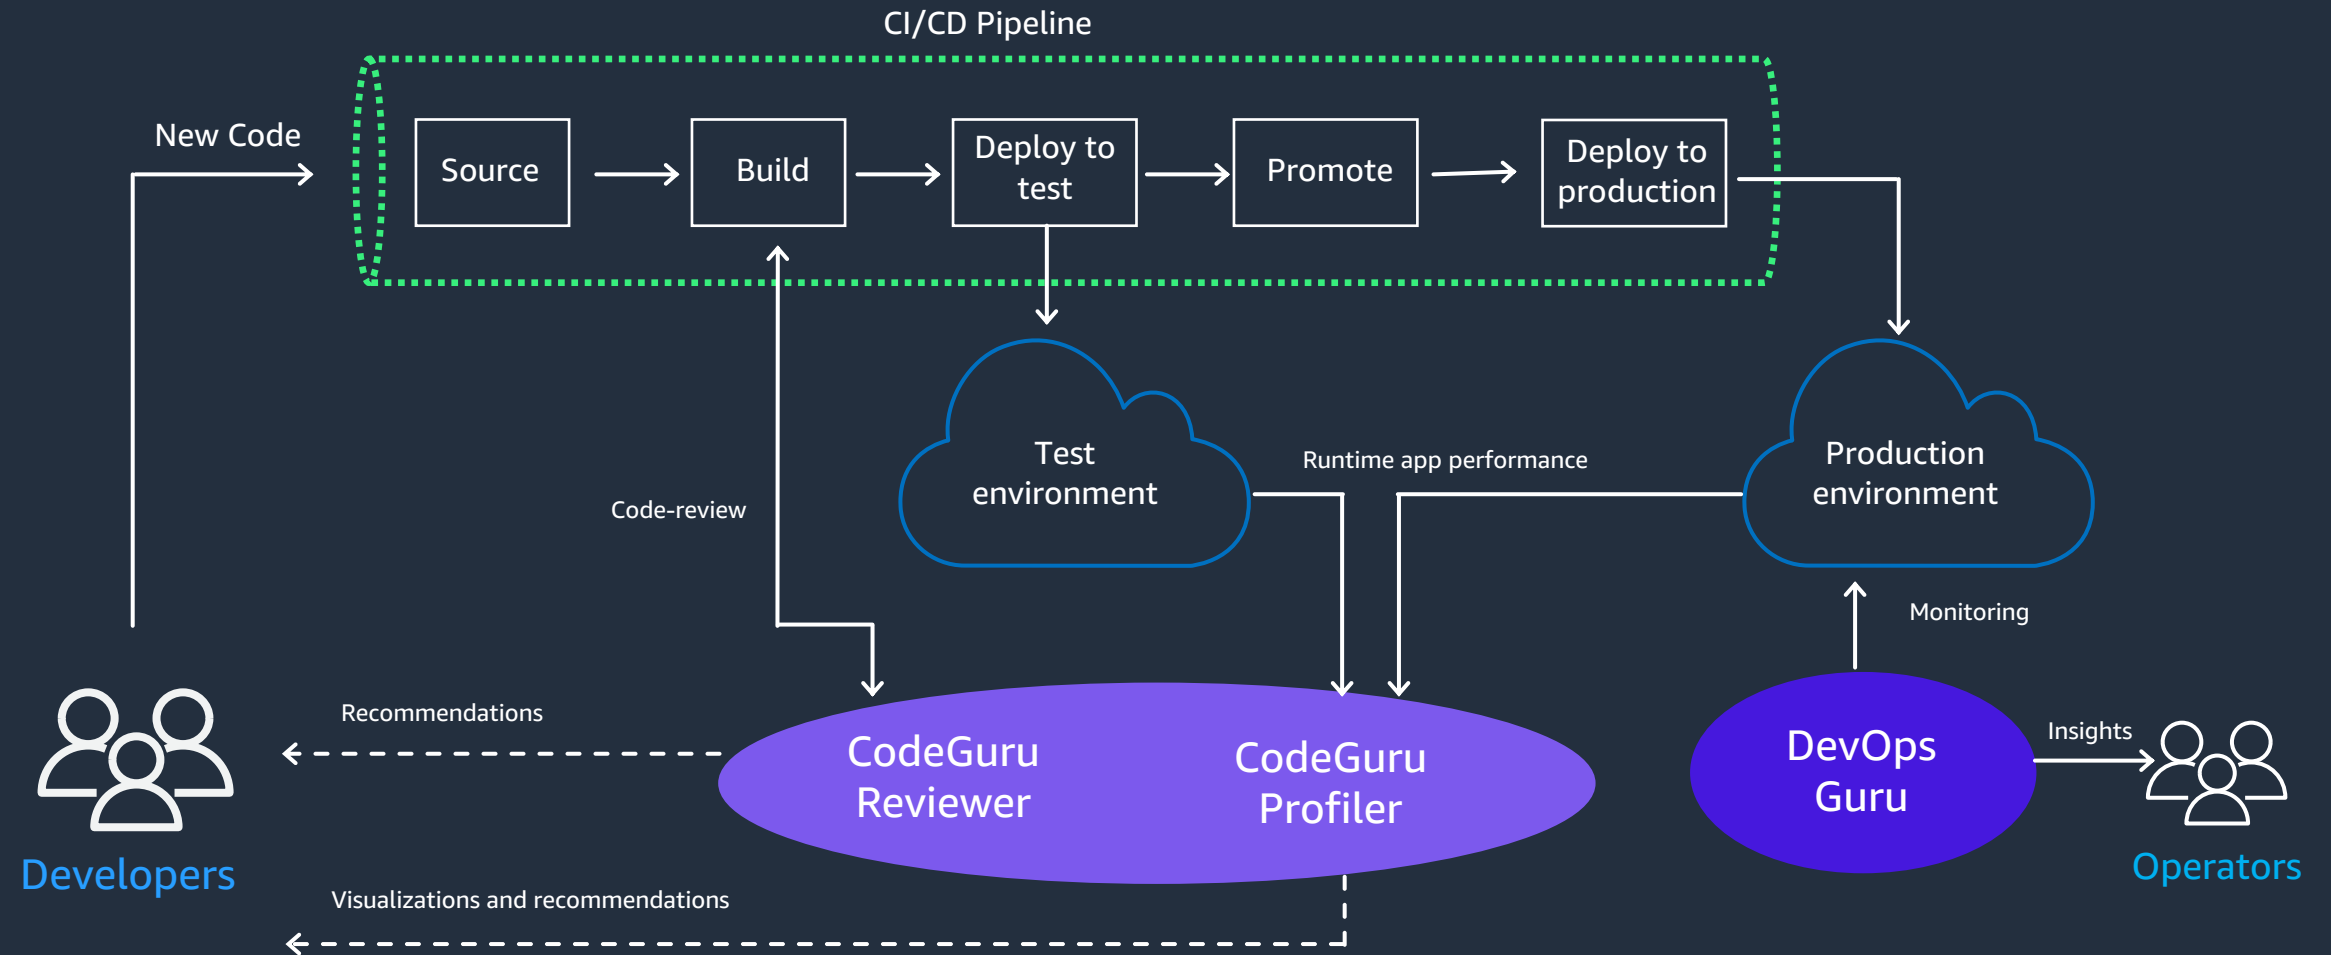 CI/CD Pipeline
New Code
Source
Build
Deploy to
test
Promote
Deploy to
production
Test
environment
Runtime app performance
Production
environment
Code-review
Monitoring
Recommendations
CodeGuru
Reviewer
CodeGuru
Profiler
DevOps
Guru
Insights
Developers
Operators
Visualizations and recommendations